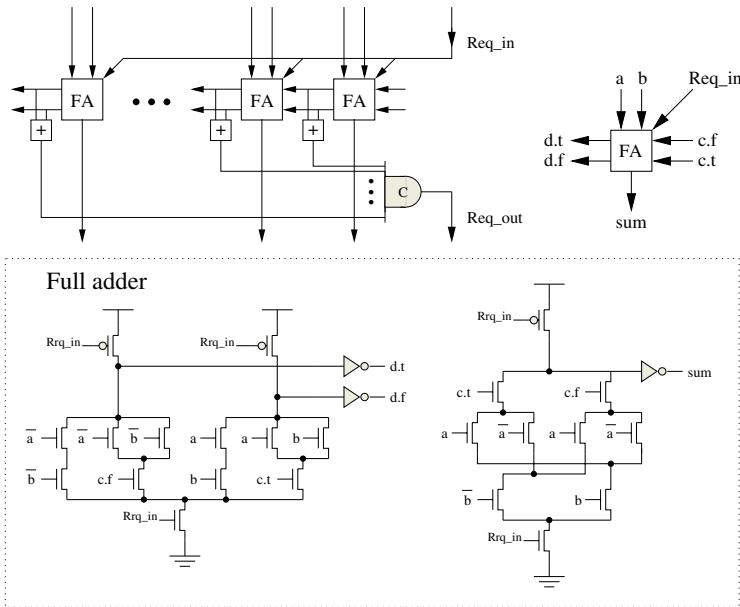 Req_in
FA
FA
FA
+
+
+
C
Req_out
a b Req_in
d.t FA c.f
d.f c.t
sum
Full adder
Rrq_in Rrq_in Rrq_in
d.t
d.f
sum
c.t c.f
a̅ a̅ b̅ a a b
a a̅ a a̅
b̅ c.f b c.t
b̅ b
Rrq_in
Rrq_in